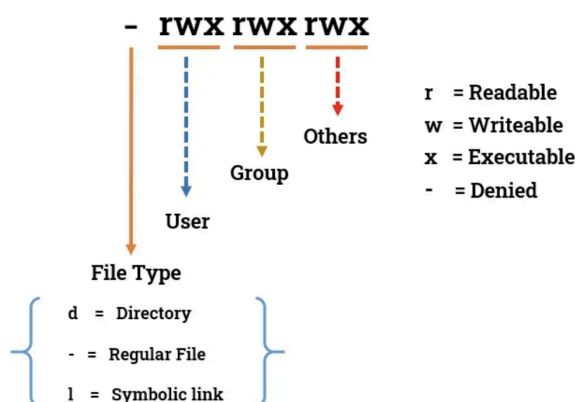 - rwx rwx rwx
r = Readable
w = Writeable
x = Executable
- = Denied
Others
Group
User
File Type
d = Directory
- = Regular File
l = Symbolic link